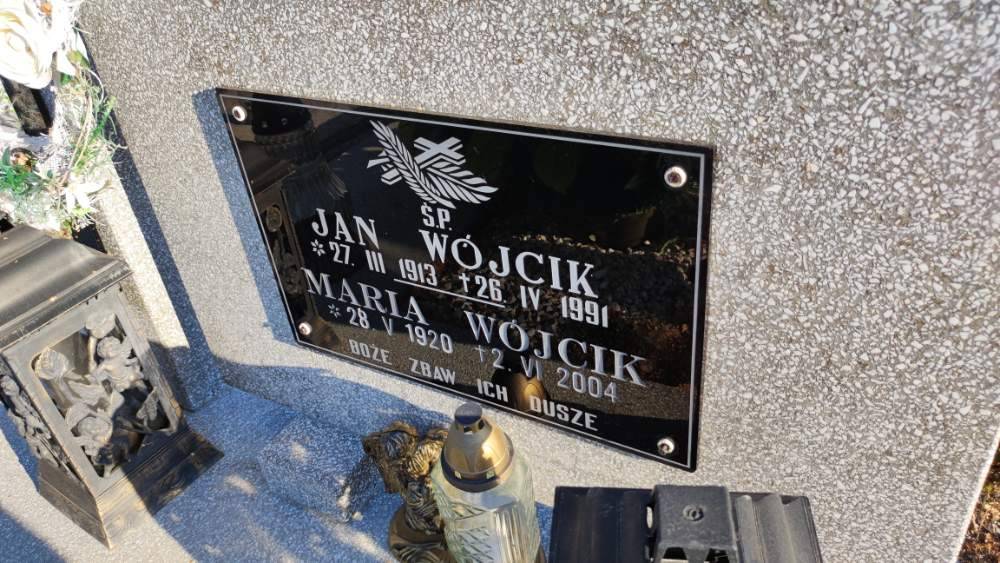 Ś.P.
JAN WÓJCIK
* 27. III 1913 † 26. IV 1991
MARIA WÓJCIK
* 28 V 1920 † 2. VI 2004
BOŻE ZBAW ICH DUSZE